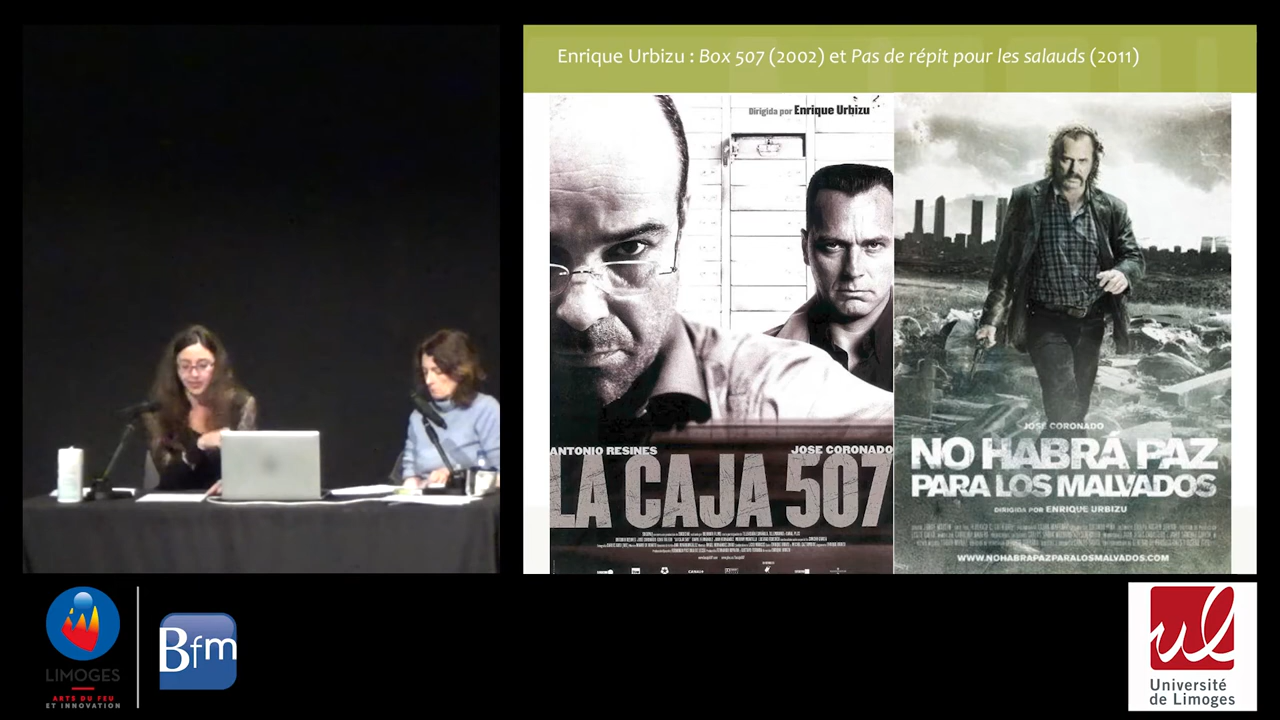 Enrique Urbizu : Box 507 (2002) et Pas de répit pour les salauds (2011)
Dirigida por Enrique Urbizu
ANTONIO RESINES
JOSE CORONADO
LA CAJA 507
JOSÉ CORONADO
NO HABRÁ PAZ
PARA LOS MALVADOS
DIRIGIDA POR ENRIQUE URBIZU
WWW.NOHABRAPAZPARALOSMALVADOS.COM
LIMOGES
ARTS DU FEU
ET INNOVATION
Bfm
ul
Université
de Limoges